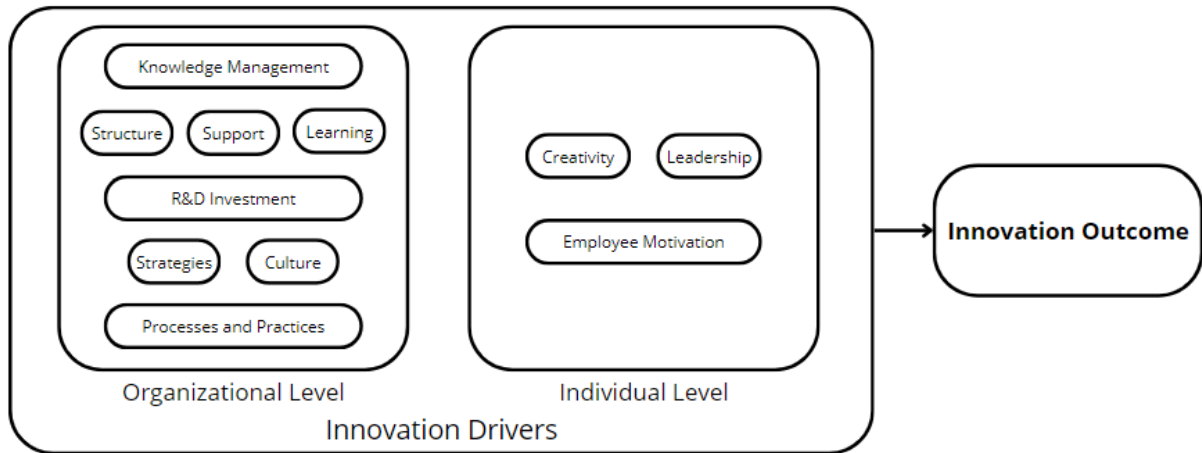 Knowledge Management
Structure
Support
Learning
R&D Investment
Strategies
Culture
Processes and Practices
Organizational Level
Creativity
Leadership
Employee Motivation
Individual Level
Innovation Drivers
Innovation Outcome